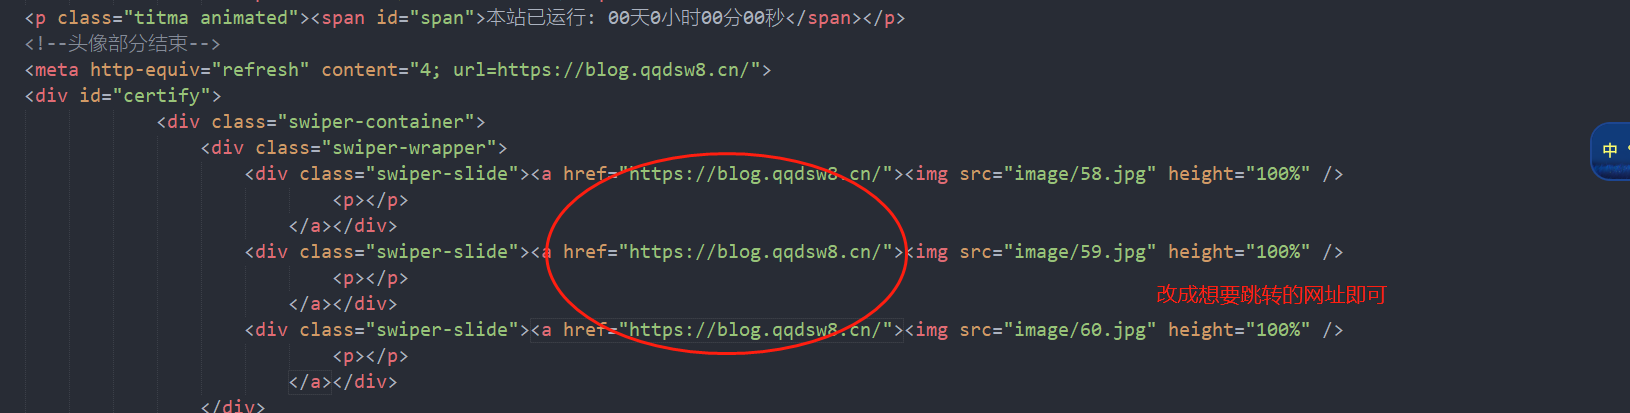 <p class="titma animated"><span id="span">本站已运行: 00天0小时00分00秒</span></p>
<!--头像部分结束-->
<meta http-equiv="refresh" content="4; url=https://blog.qqdsw8.cn/">
<div id="certify">
<div class="swiper-container">
<div class="swiper-wrapper">
<div class="swiper-slide"><a href="https://blog.qqdsw8.cn/"><img src="image/58.jpg" height="100%" />
<p></p>
</a></div>
<div class="swiper-slide"><a href="https://blog.qqdsw8.cn/"><img src="image/59.jpg" height="100%" />
<p></p>
</a></div>
改成想要跳转的网址即可
<div class="swiper-slide"><a href="https://blog.qqdsw8.cn/"><img src="image/60.jpg" height="100%" />
<p></p>
</a></div>
</div>
中